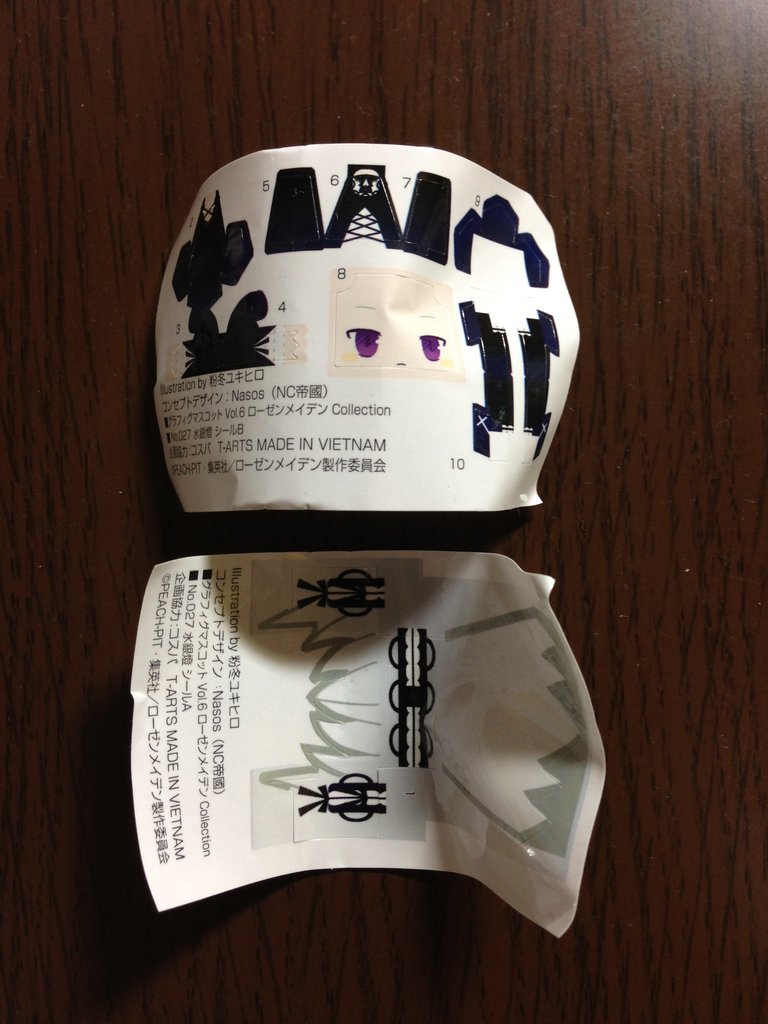 5
6
7
9
8
3
4
Illustration by 粉冬ユキヒロ
コンセプトデザイン：Nasos（NC帝國）
■グラフィグマスコット Vol.6 ローゼンメイデン Collection
■No.027 水銀燈 シールB
企画協力：コスパ T-ARTS MADE IN VIETNAM
©PEACH-PIT・集英社／ローゼンメイデン製作委員会
10
1
Illustration by 粉冬ユキヒロ
コンセプトデザイン：Nasos（NC帝國）
■グラフィグマスコット Vol.6 ローゼンメイデン Collection
■No.027 水銀燈 シールA
企画協力：コスパ T-ARTS MADE IN VIETNAM
©PEACH-PIT・集英社／ローゼンメイデン製作委員会